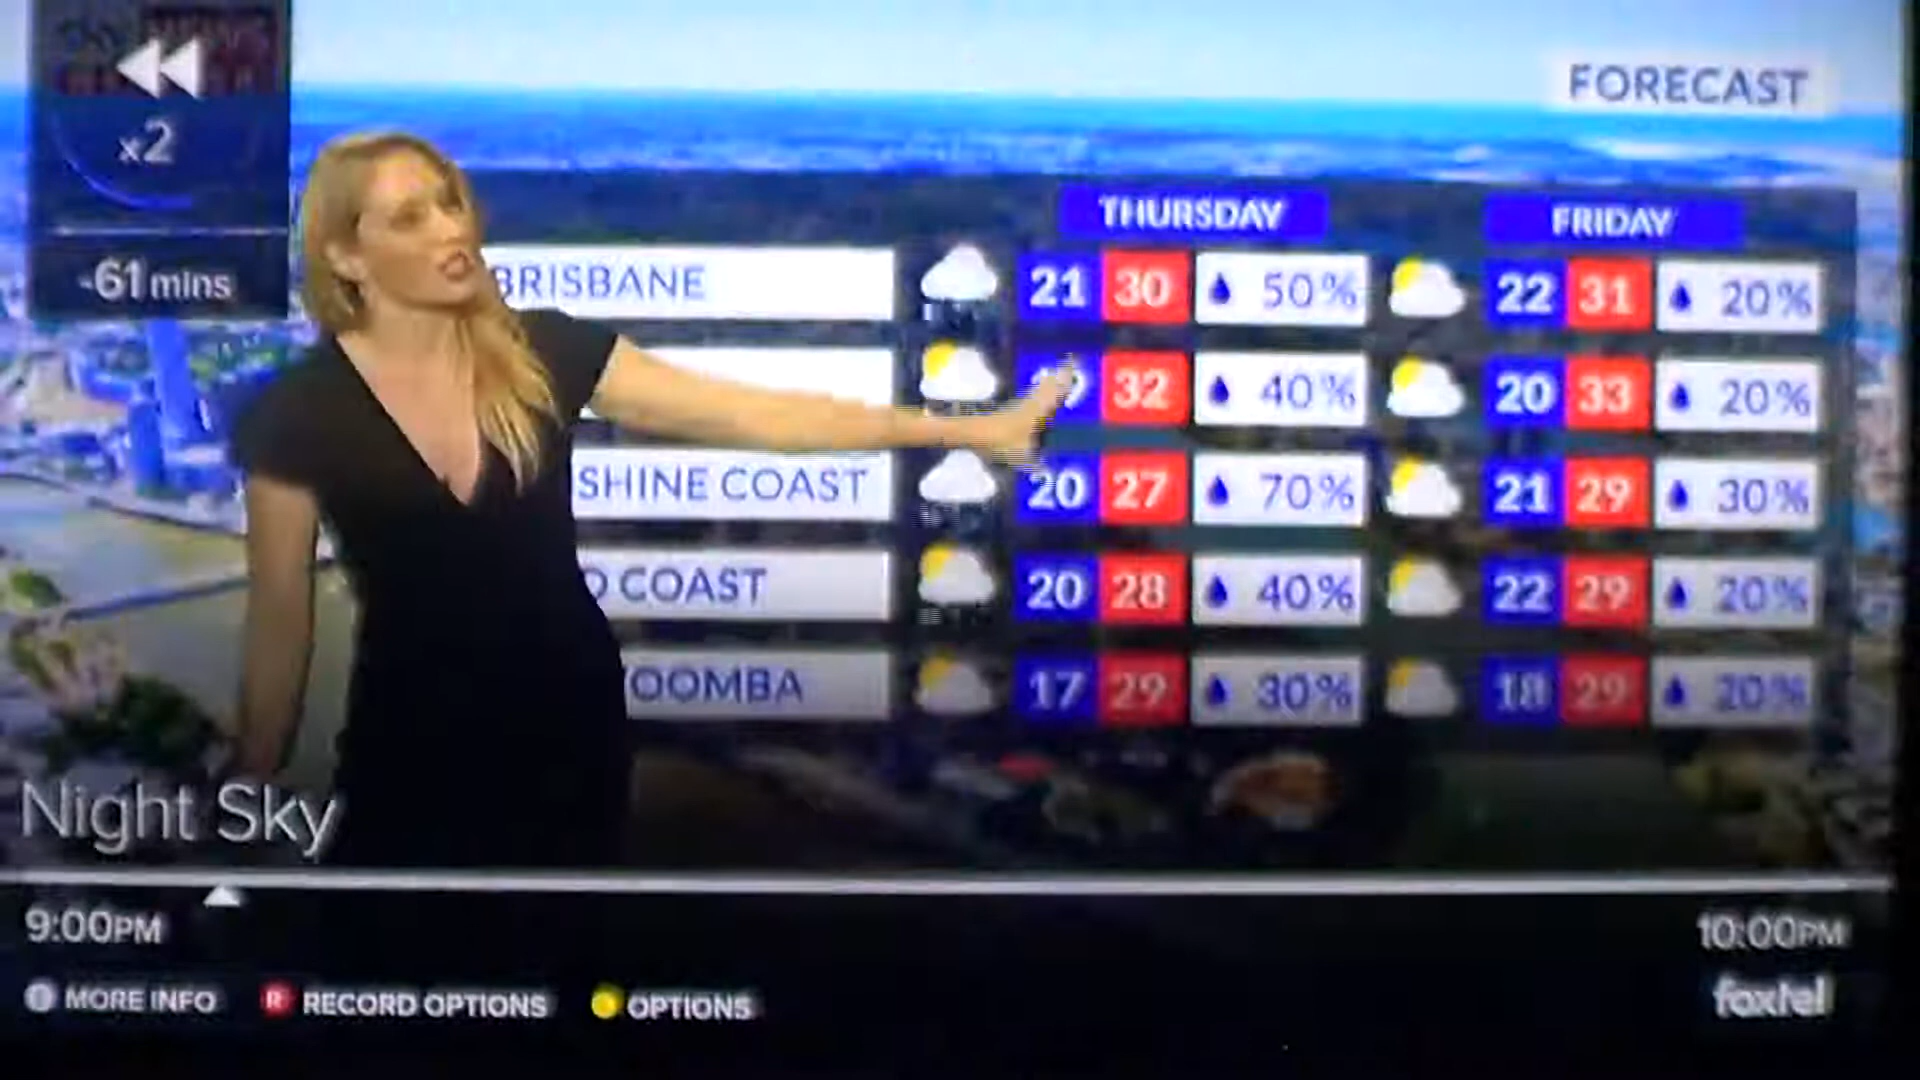 FORECAST
x2
-61 mins
THURSDAY
FRIDAY
BRISBANE 21 30 50% 22 31 20%
32 40% 20 33 20%
SHINE COAST 20 27 70% 21 29 30%
COAST 20 28 40% 22 29 20%
OOMBA 17 29 30% 18 29 20%
Night Sky
9:00PM
10:00PM
MORE INFO R RECORD OPTIONS OPTIONS
foxtel